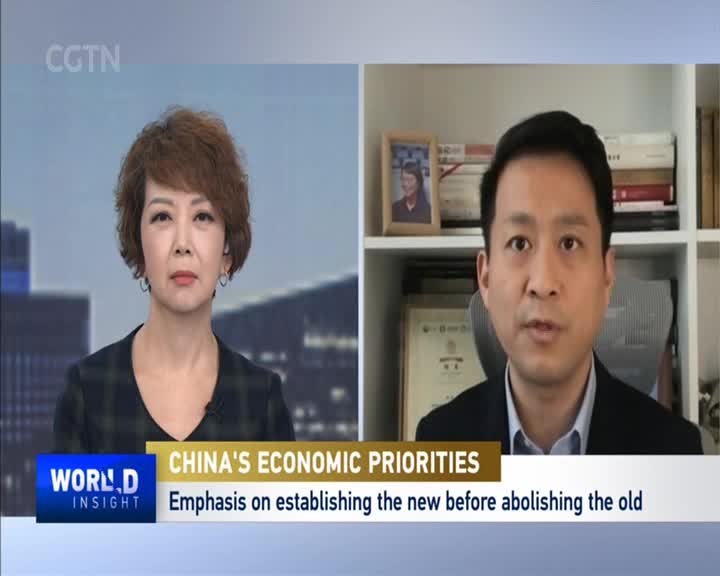 CGTN
CHINA'S ECONOMIC PRIORITIES
WORLD
INSIGHT
Emphasis on establishing the new before abolishing the old